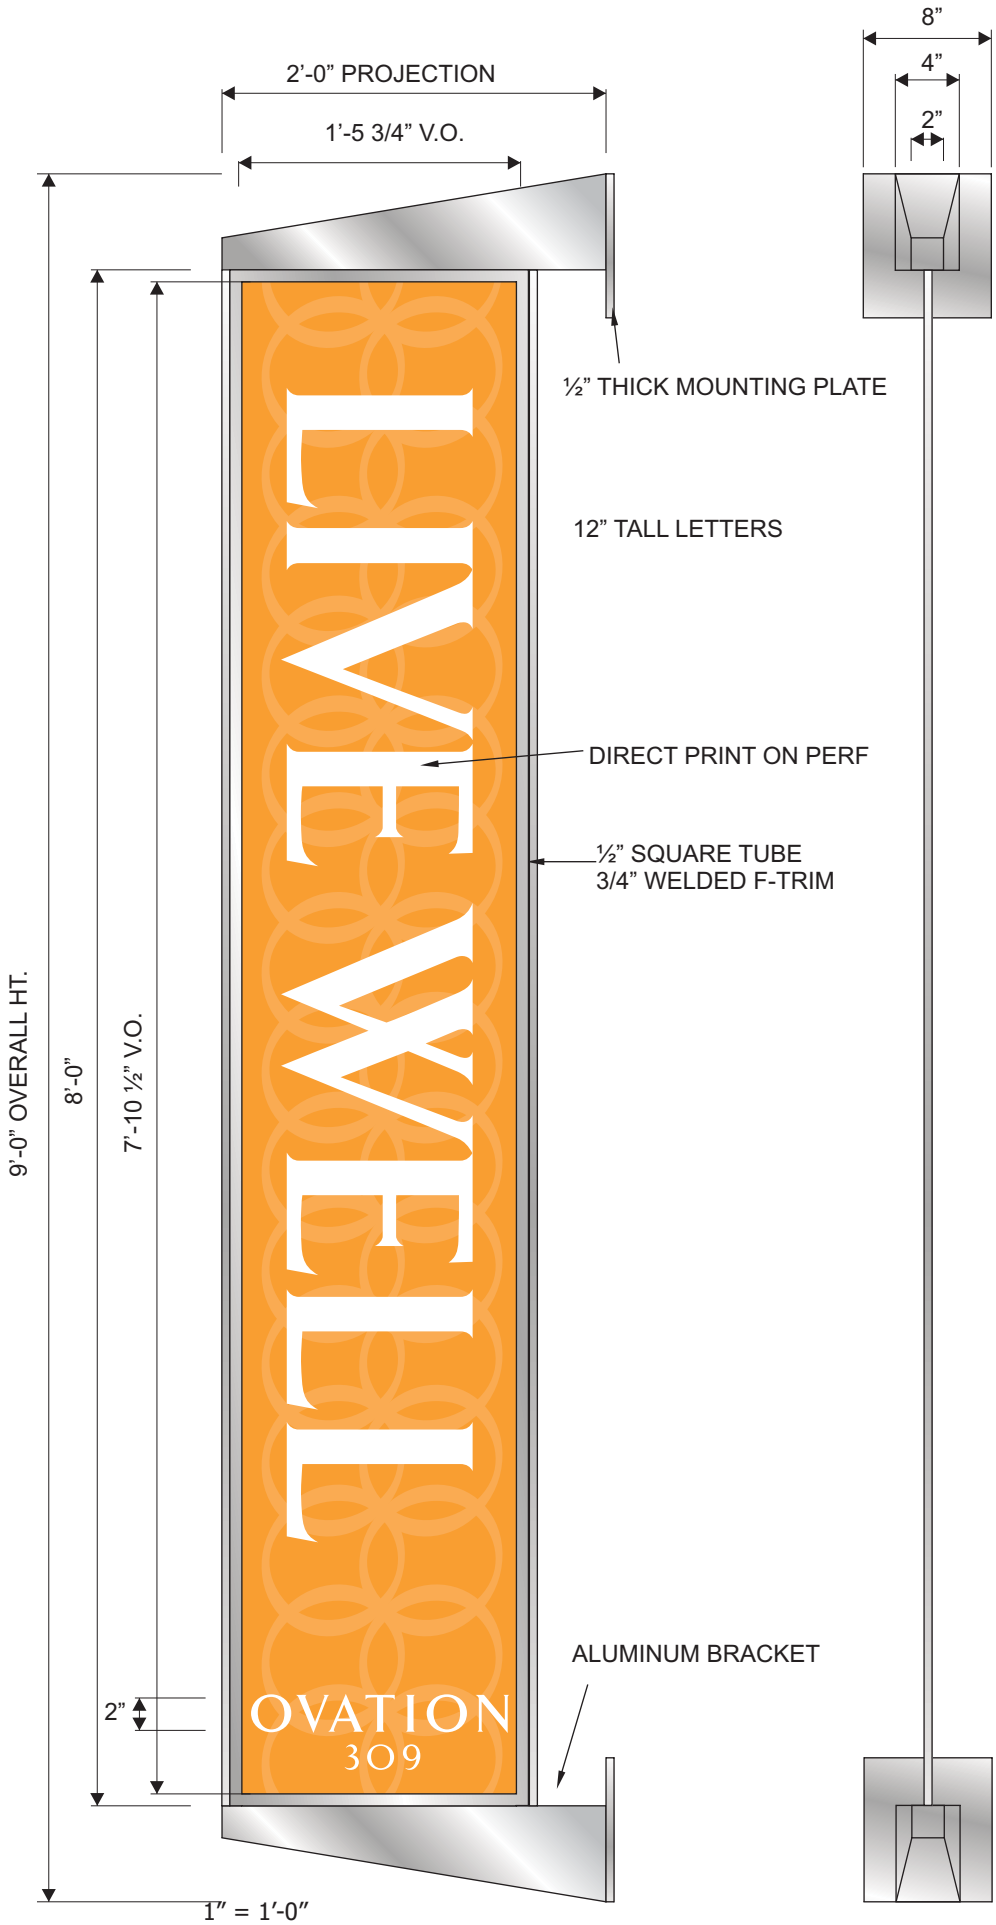 8”
4”
2”
2’-0” PROJECTION
1’-5 3/4” V.O.
½” THICK MOUNTING PLATE
12” TALL LETTERS
LIVE WELL
DIRECT PRINT ON PERF
½” SQUARE TUBE
3/4” WELDED F-TRIM
9’-0” OVERALL HT.
8’-0”
7’-10 ½” V.O.
ALUMINUM BRACKET
2”
OVATION
309
1” = 1’-0”